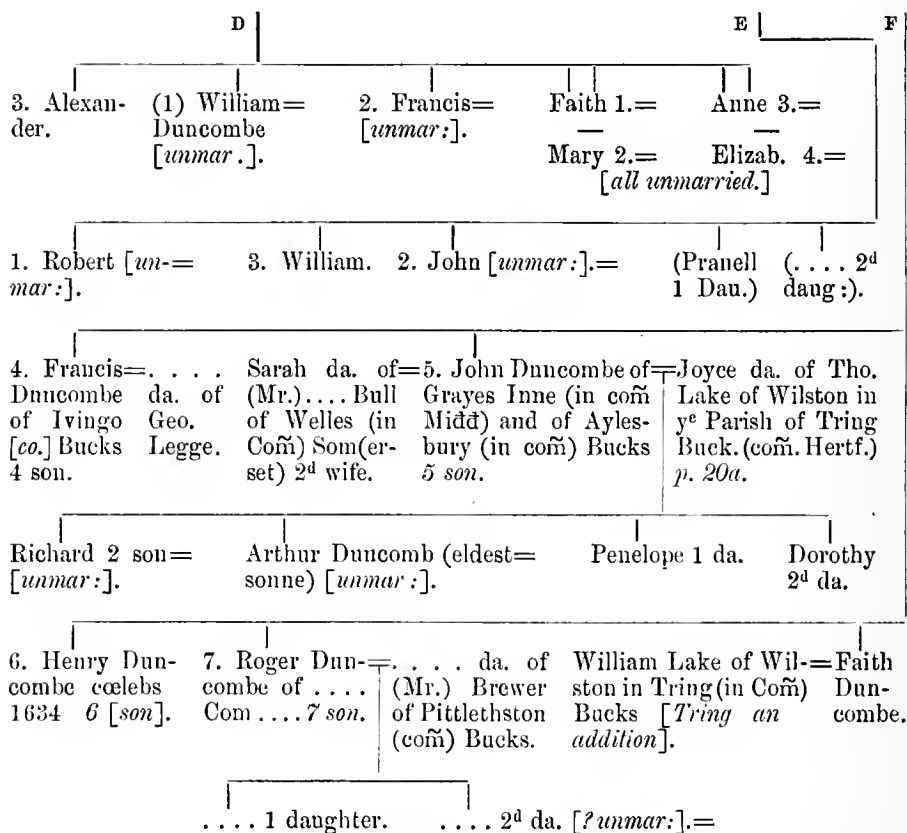 D E F
3. Alexan- (1) William= 2. Francis= Faith 1.= Anne 3.=
der. Duncombe [unmar:]. — —
[unmar.]. Mary 2.= Elizab. 4.=
[all unmarried.]
1. Robert [un-= 3. William. 2. John [unmar:].= (Pranell (.... 2ᵈ
mar:]. 1 Dau.) daug:).
4. Francis=....
Duncombe da. of
of Ivingo Geo.
[co.] Bucks Legge.
4 son.
Sarah da. of=
(Mr.).... Bull
of Welles (in
Com̃) Som(er-
set) 2ᵈ wife.
5. John Duncombe of=
Grayes Inne (in com̃
Midd̃) and of Ayles-
bury (in com̃) Bucks
5 son.
Joyce da. of Tho.
Lake of Wilston in
yᵉ Parish of Tring
Buck. (com̃. Hertf.)
p. 20a.
Richard 2 son= Arthur Duncomb (eldest= Penelope 1 da. Dorothy
[unmar:]. sonne) [unmar:]. 2ᵈ da.
6. Henry Dun-
combe cœlebs
1634 6 [son].
7. Roger Dun-=
combe of ....
Com .... 7 son.
.... da. of
(Mr.) Brewer
of Pittlethston
(com̃) Bucks.
William Lake of Wil-=
ston in Tring (in Com̃)
Bucks [Tring an
addition].
Faith
Dun-
combe.
.... 1 daughter. .... 2ᵈ da. [? unmar:].=